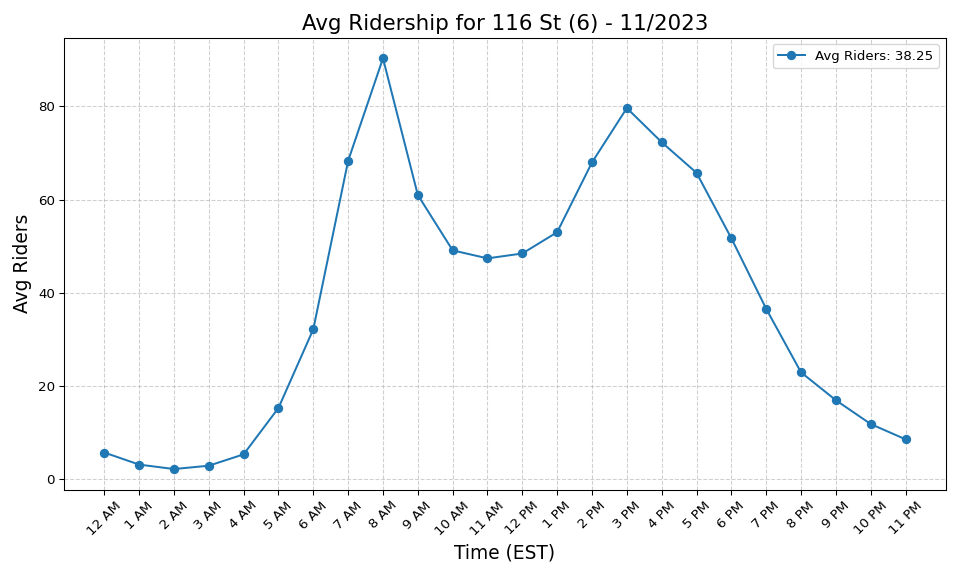 Avg Ridership for 116 St (6) - 11/2023
Avg Riders: 38.25
80
60
40
20
0
Avg Riders
12 AM
1 AM
2 AM
3 AM
4 AM
5 AM
6 AM
7 AM
8 AM
9 AM
10 AM
11 AM
12 PM
1 PM
2 PM
3 PM
4 PM
5 PM
6 PM
7 PM
8 PM
9 PM
10 PM
11 PM
Time (EST)